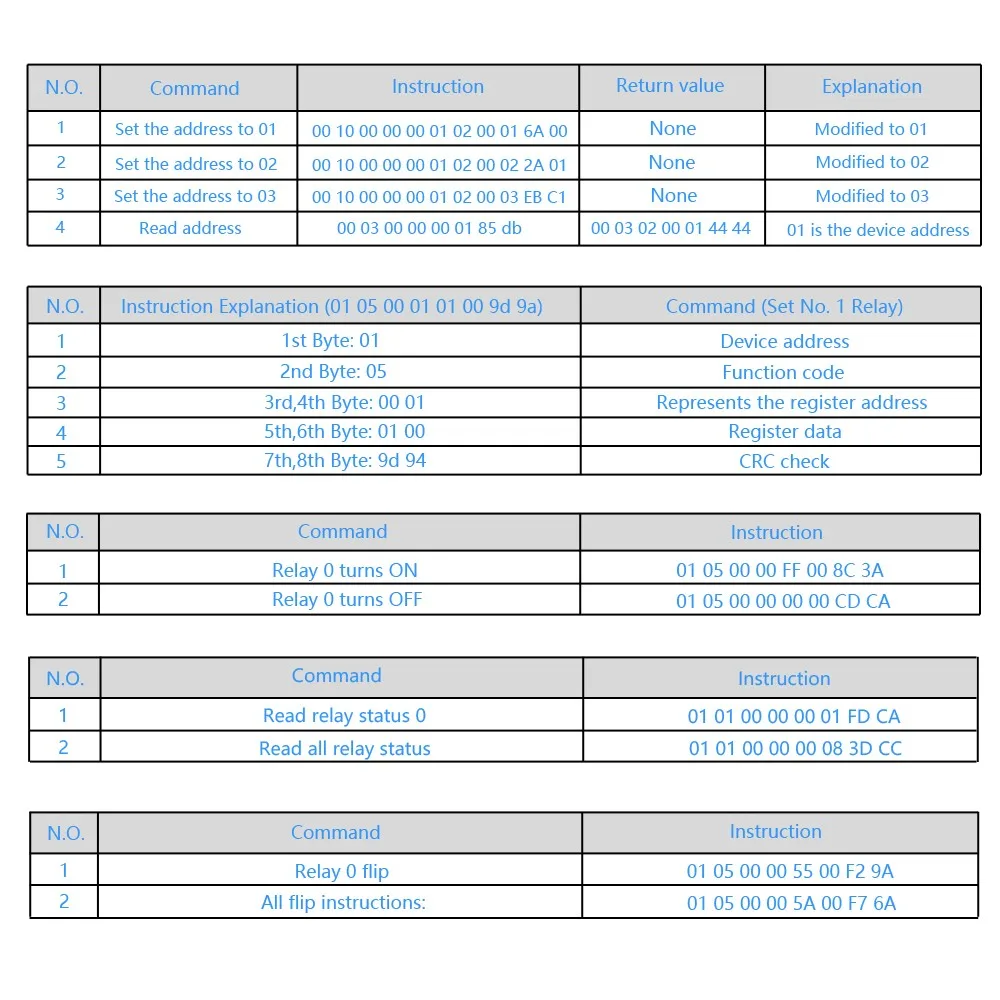 N.O. Command Instruction Return value Explanation
1 Set the address to 01 00 10 00 00 00 01 02 00 01 6A 00 None Modified to 01
2 Set the address to 02 00 10 00 00 00 01 02 00 02 2A 01 None Modified to 02
3 Set the address to 03 00 10 00 00 00 01 02 00 03 EB C1 None Modified to 03
4 Read address 00 03 00 00 00 01 85 db 00 03 02 00 01 44 44 01 is the device address
N.O. Instruction Explanation (01 05 00 01 01 00 9d 9a) Command (Set No. 1 Relay)
1 1st Byte: 01 Device address
2 2nd Byte: 05 Function code
3 3rd,4th Byte: 00 01 Represents the register address
4 5th,6th Byte: 01 00 Register data
5 7th,8th Byte: 9d 94 CRC check
N.O. Command Instruction
1 Relay 0 turns ON 01 05 00 00 FF 00 8C 3A
2 Relay 0 turns OFF 01 05 00 00 00 00 CD CA
N.O. Command Instruction
1 Read relay status 0 01 01 00 00 00 01 FD CA
2 Read all relay status 01 01 00 00 00 08 3D CC
N.O. Command Instruction
1 Relay 0 flip 01 05 00 00 55 00 F2 9A
2 All flip instructions: 01 05 00 00 5A 00 F7 6A